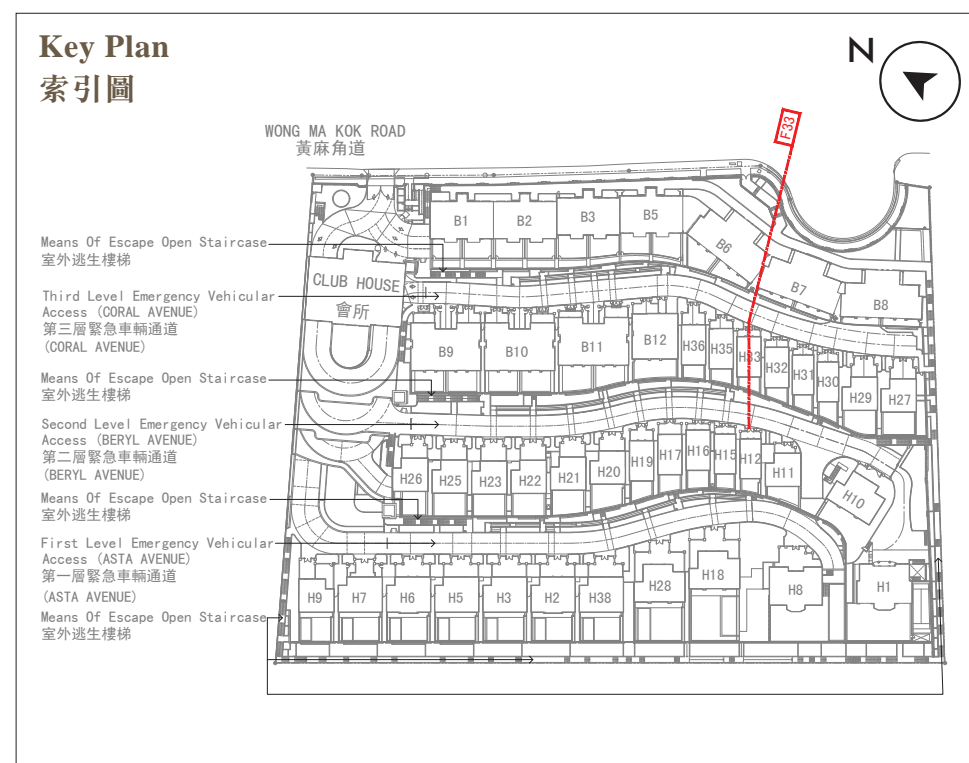 Key Plan
索引圖
N
F33
WONG MA KOK ROAD
黃麻角道
B1
B2
B3
B5
B6
B7
B8
Means Of Escape Open Staircase
室外逃生樓梯
CLUB HOUSE
會所
Third Level Emergency Vehicular
Access (CORAL AVENUE)
第三層緊急車輛通道
(CORAL AVENUE)
B9
B10
B11
B12
H36
H35
H33
H32
H31
H30
H29
H27
Means Of Escape Open Staircase
室外逃生樓梯
Second Level Emergency Vehicular
Access (BERYL AVENUE)
第二層緊急車輛通道
(BERYL AVENUE)
H26
H25
H23
H22
H21
H20
H19
H17
H16
H15
H12
H11
H10
Means Of Escape Open Staircase
室外逃生樓梯
First Level Emergency Vehicular
Access (ASTA AVENUE)
第一層緊急車輛通道
(ASTA AVENUE)
H9
H7
H6
H5
H3
H2
H38
H28
H18
H8
H1
Means Of Escape Open Staircase
室外逃生樓梯